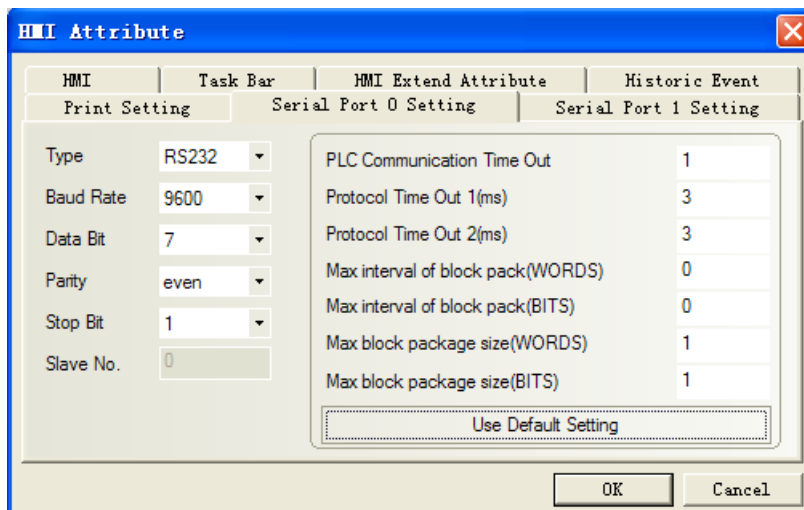 HMI Attribute
HMI Task Bar HMI Extend Attribute Historic Event
Print Setting Serial Port 0 Setting Serial Port 1 Setting
Type RS232
Baud Rate 9600
Data Bit 7
Parity even
Stop Bit 1
Slave No. 0
PLC Communication Time Out 1
Protocol Time Out 1(ms) 3
Protocol Time Out 2(ms) 3
Max interval of block pack(WORDS) 0
Max interval of block pack(BITS) 0
Max block package size(WORDS) 1
Max block package size(BITS) 1
Use Default Setting
OK Cancel